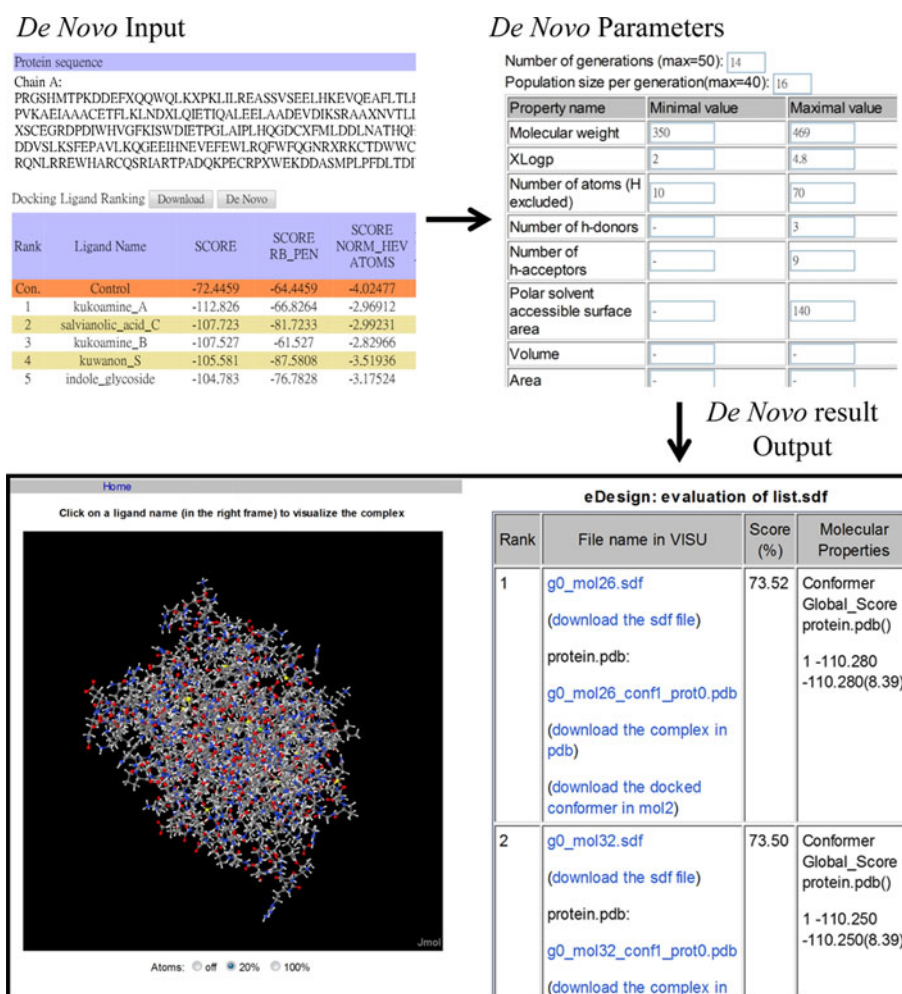 De Novo Input
Protein sequence
Chain A:
PRGSHMTPKDDEFXQQWQLKXPKLILREASSVSEELHKEVQEAFLTLI
PVKAEIAAACETFLKLNDXLQIETIQALEELAADEVDIKSRAAXNVTLI
XSCEGRDPDIWHVGFKISWDIETPGLAIPLHQGDCXFMLDDLNATHQH
DDVSLKSFEPAVLKQGEEIHNEVEFEWLRQFWFQGNRXRKCTDWWC
RQNLRREWHARCQSRIARTPADQKPECRPXWEKDDASMPLPFDLTDI
Docking Ligand Ranking Download De Novo
Rank Ligand Name SCORE SCORE RB_PEN SCORE NORM_HEV ATOMS
Con. Control -72.4459 -64.4459 -4.02477
1 kukoamine_A -112.826 -66.8264 -2.96912
2 salvianolic_acid_C -107.723 -81.7233 -2.99231
3 kukoamine_B -107.527 -61.527 -2.82966
4 kuwanon_S -105.581 -87.5808 -3.51936
5 indole_glycoside -104.783 -76.7828 -3.17524
De Novo Parameters
Number of generations (max=50): 14
Population size per generation(max=40): 16
Property name Minimal value Maximal value
Molecular weight 350 469
XLogp 2 4.8
Number of atoms (H excluded) 10 70
Number of h-donors - 3
Number of h-acceptors - 9
Polar solvent accessible surface area - 140
Volume - -
Area - -
De Novo result
Output
Home
Click on a ligand name (in the right frame) to visualize the complex
Jmol
Atoms: off 20% 100%
eDesign: evaluation of list.sdf
Rank File name in VISU Score (%) Molecular Properties
1 g0_mol26.sdf 73.52 Conformer
Global_Score
(download the sdf file) protein.pdb()
protein.pdb: 1 -110.280
-110.280(8.39)
g0_mol26_conf1_prot0.pdb
(download the complex in
pdb)
(download the docked
conformer in mol2)
2 g0_mol32.sdf 73.50 Conformer
Global_Score
(download the sdf file) protein.pdb()
protein.pdb: 1 -110.250
-110.250(8.39)
g0_mol32_conf1_prot0.pdb
(download the complex in